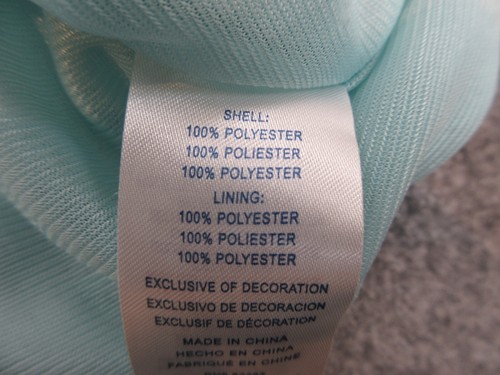 SHELL:
100% POLYESTER
100% POLIESTER
100% POLYESTER
LINING:
100% POLYESTER
100% POLIESTER
100% POLYESTER
EXCLUSIVE OF DECORATION
EXCLUSIVO DE DECORACION
EXCLUSIF DE DÉCORATION
MADE IN CHINA
HECHO EN CHINA
FABRIQUÉ EN CHINE